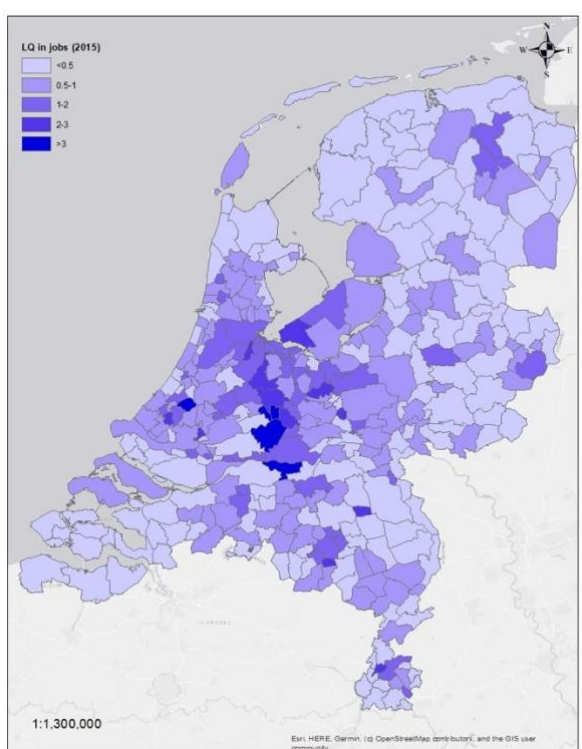 LQ in jobs (2015)
<0.5
0.5-1
1-2
2-3
>3
N
W E
S
1:1,300,000
Esri, HERE, Garmin, (c) OpenStreetMap contributors, and the GIS user
community